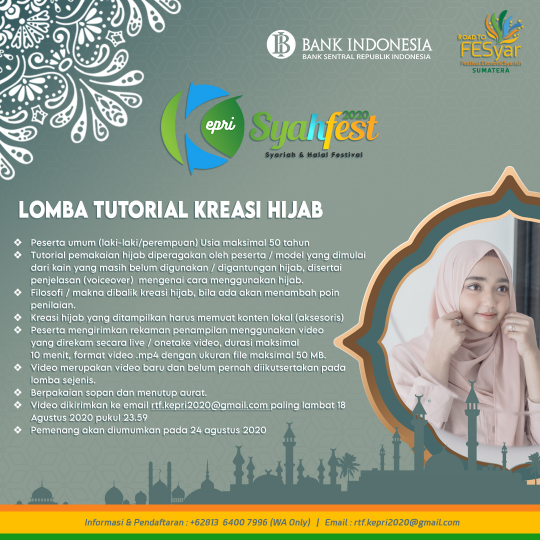 BANK INDONESIA
BANK SENTRAL REPUBLIK INDONESIA
ROAD TO
FESyar
Festival Ekonomi Syariah
SUMATERA
Kepri
Syahfest
2020
Syariah & Halal Festival
LOMBA TUTORIAL KREASI HIJAB
❖ Peserta umum (laki-laki/perempuan) Usia maksimal 50 tahun
❖ Tutorial pemakaian hijab diperagakan oleh peserta / model yang dimulai
dari kain yang masih belum digunakan / digantungan hijab, disertai
penjelasan (voiceover) mengenai cara menggunakan hijab.
❖ Filosofi / makna dibalik kreasi hijab, bila ada akan menambah poin
penilaian.
❖ Kreasi hijab yang ditampilkan harus memuat konten lokal (aksesoris)
❖ Peserta mengirimkan rekaman penampilan menggunakan video
yang direkam secara live / onetake video, durasi maksimal
10 menit, format video .mp4 dengan ukuran file maksimal 50 MB.
❖ Video merupakan video baru dan belum pernah diikutsertakan pada
lomba sejenis.
❖ Berpakaian sopan dan menutup aurat.
❖ Video dikirimkan ke email rtf.kepri2020@gmail.com paling lambat 18
Agustus 2020 pukul 23.59
❖ Pemenang akan diumumkan pada 24 agustus 2020
Informasi & Pendaftaran : +62813 6400 7996 (WA Only) | Email : rtf.kepri2020@gmail.com